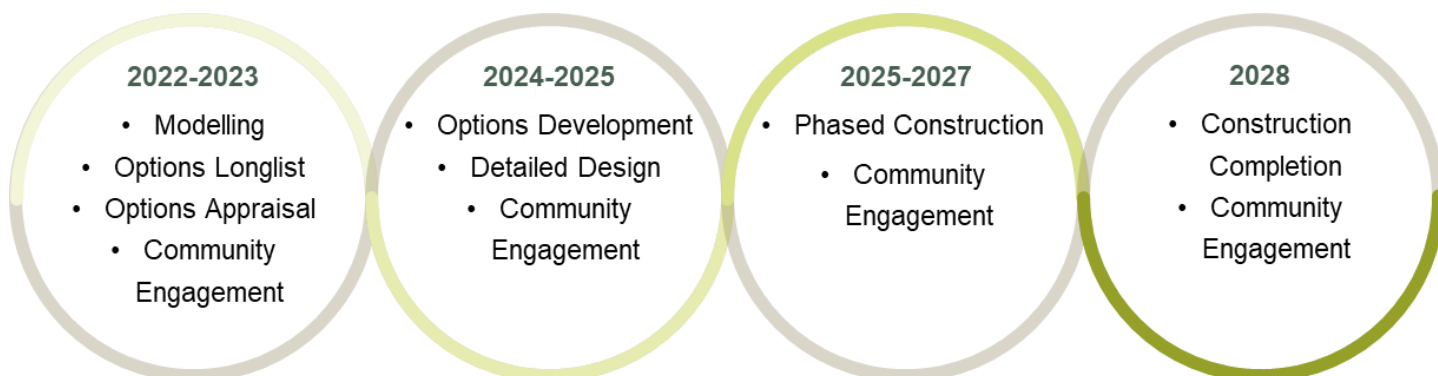 2022-2023
• Modelling
• Options Longlist
• Options Appraisal
• Community
Engagement
2024-2025
• Options Development
• Detailed Design
• Community
Engagement
2025-2027
• Phased Construction
• Community
Engagement
2028
• Construction
Completion
• Community
Engagement